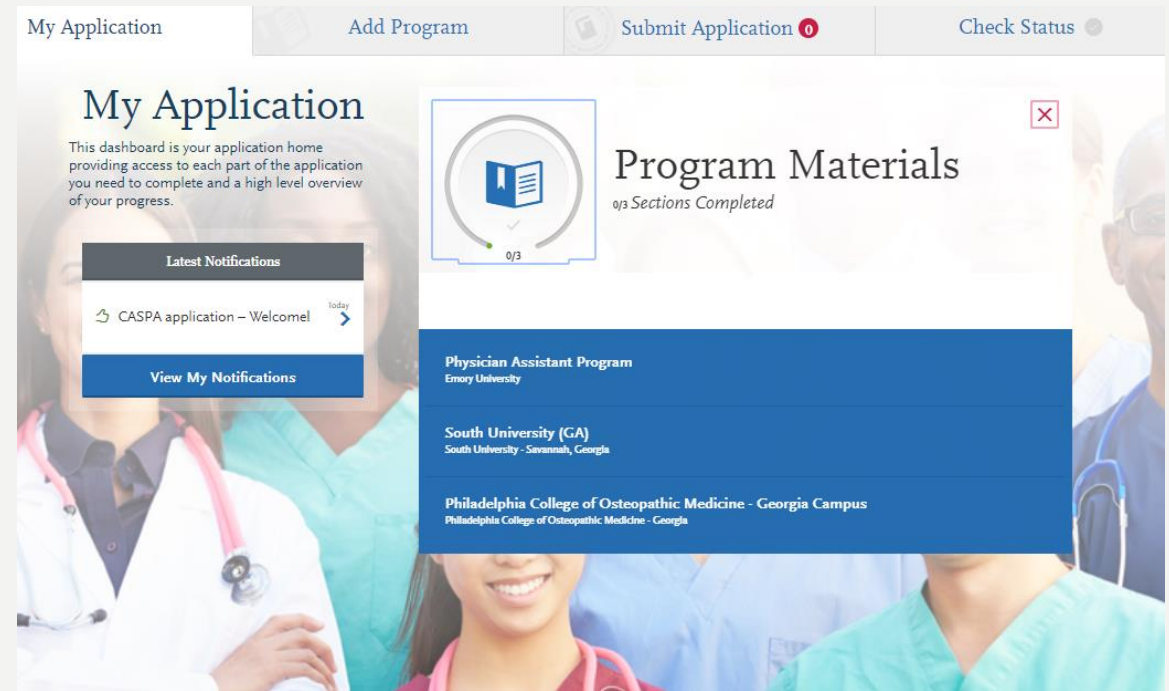 My Application
Add Program
Submit Application 0
Check Status
My Application
This dashboard is your application home
providing access to each part of the application
you need to complete and a high level overview
of your progress.
Latest Notifications
CASPA application – Welcome!
Today
View My Notifications
0/3
Program Materials
0/3 Sections Completed
Physician Assistant Program
Emory University
South University (GA)
South University - Savannah, Georgia
Philadelphia College of Osteopathic Medicine - Georgia Campus
Philadelphia College of Osteopathic Medicine - Georgia